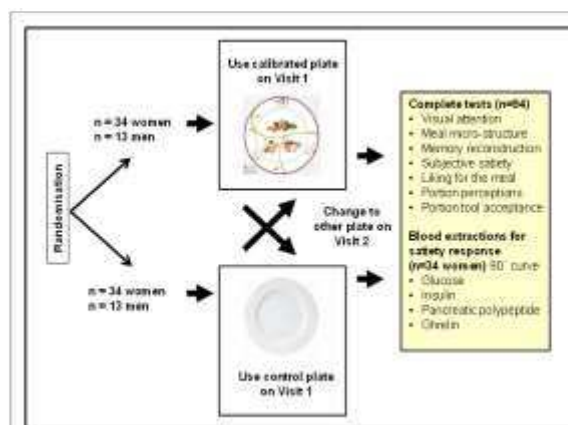 Use calibrated plate
on Visit 1
n = 34 women
n = 13 men
Randomisation
Change to
other plate on
Visit 2
n = 34 women
n = 13 men
Use control plate
on Visit 1
Complete tests (n=94)
• Visual attention
• Meal micro-structure
• Memory reconstruction
• Subjective satiety
• Liking for the meal
• Portion perceptions
• Portion tool acceptance
Blood extractions for
satiety response
(n=34 women) 90´ curve
• Glucose
• Insulin
• Pancreatic polypeptide
• Ghrelin